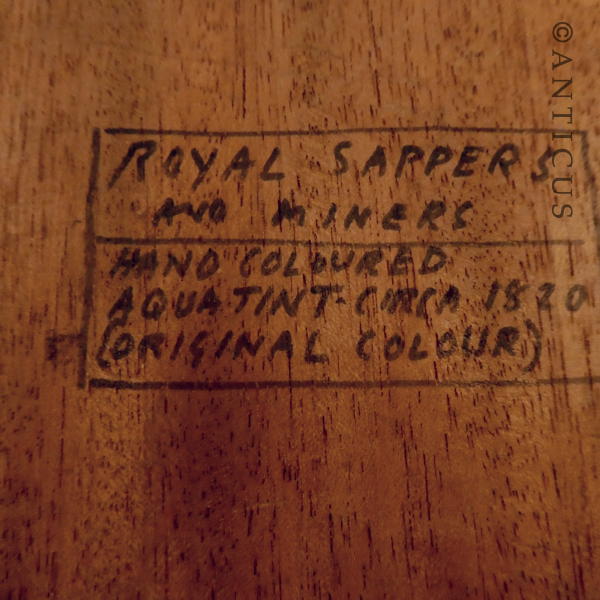 ROYAL SAPPERS
AND MINERS
HAND COLOURED
AQUATINT-CIRCA 1820
(ORIGINAL COLOUR)
©ANTICUS